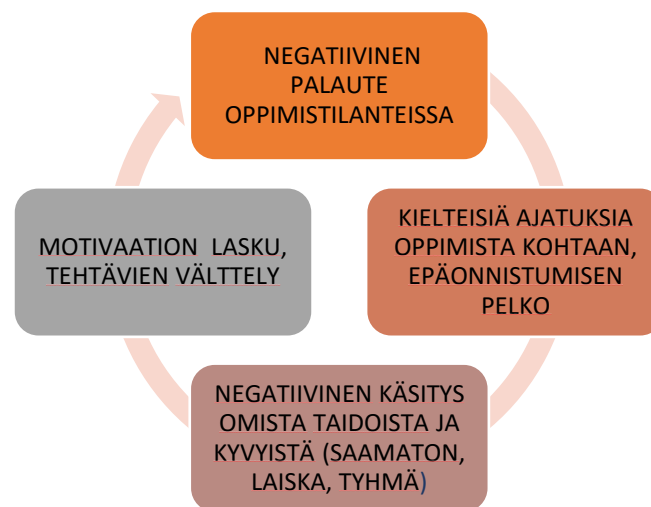 NEGATIIVINEN
PALAUTE
OPPIMISTILANTEISSA
KIELTEISIÄ AJATUKSIA
OPPIMISTA KOHTAAN,
EPÄONNISTUMISEN
PELKO
NEGATIIVINEN KÄSITYS
OMISTA TAIDOISTA JA
KYVYISTÄ (SAAMATON,
LAISKA, TYHMÄ)
MOTIVAATION  LASKU,
TEHTÄVIEN VÄLTTELY